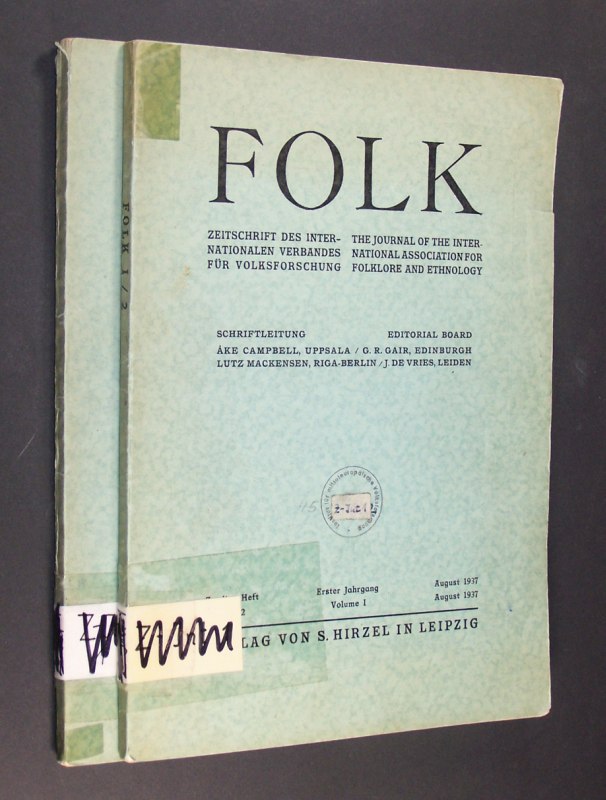 FOLK
ZEITSCHRIFT DES INTER-
NATIONALEN VERBANDES
FÜR VOLKSFORSCHUNG
THE JOURNAL OF THE INTER-
NATIONAL ASSOCIATION FOR
FOLKLORE AND ETHNOLOGY
SCHRIFTLEITUNG EDITORIAL BOARD
ÅKE CAMPBELL, UPPSALA / G. R. GAIR, EDINBURGH
LUTZ MACKENSEN, RIGA-BERLIN / J. DE VRIES, LEIDEN
Heft Erster Jahrgang August 1937
2 Volume I August 1937
VON S. HIRZEL IN LEIPZIG
FOLK I / 2